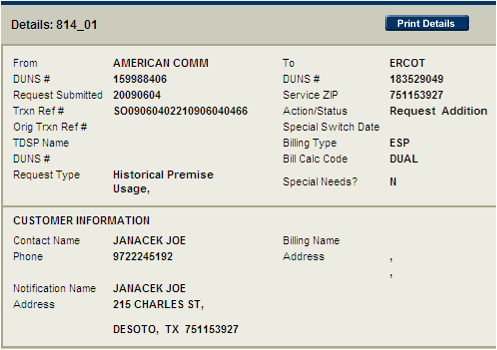 Details: 814_01 Print Details
From AMERICAN COMM To ERCOT
DUNS # 159988406 DUNS # 183529049
Request Submitted 20090604 Service ZIP 751153927
Trxn Ref # SO09060402210906040466 Action/Status Request Addition
Orig Trxn Ref # Special Switch Date
TDSP Name Billing Type ESP
DUNS # Bill Calc Code DUAL
Request Type Historical Premise Usage, Special Needs? N
CUSTOMER INFORMATION
Contact Name JANACEK JOE Billing Name
Phone 9722245192 Address ,
,
Notification Name JANACEK JOE
Address 215 CHARLES ST,
DESOTO, TX 751153927